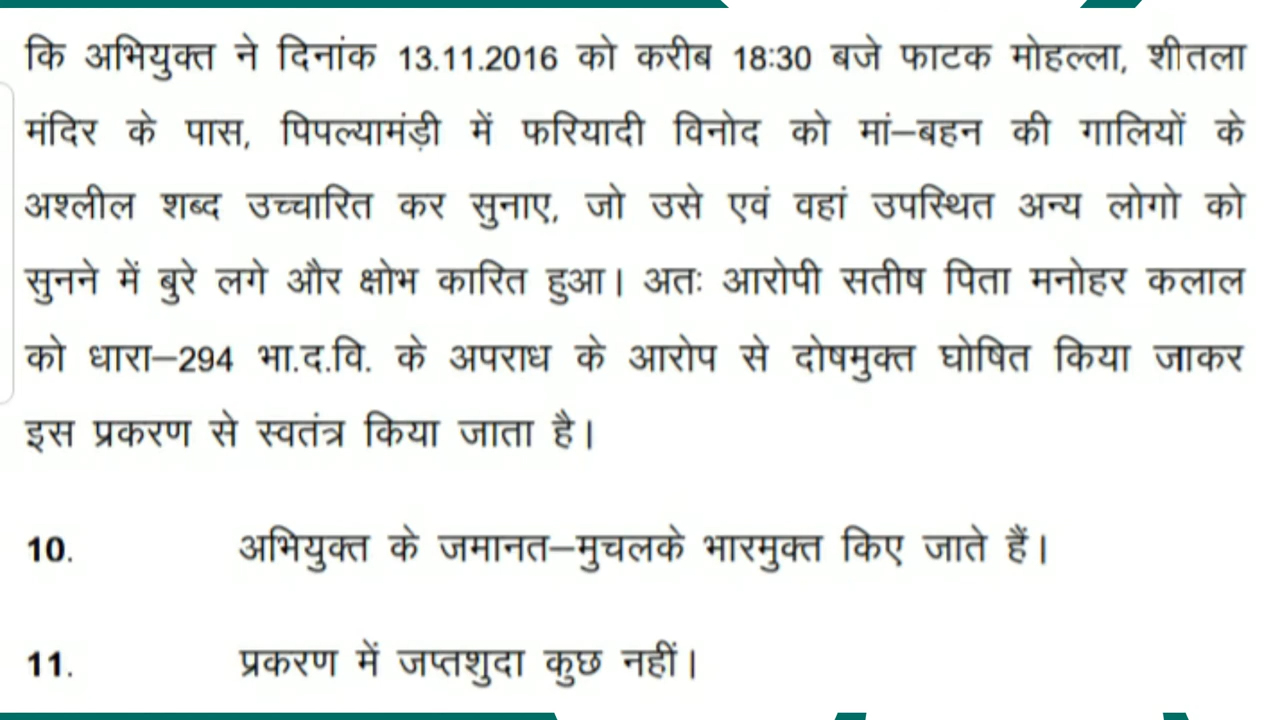 कि अभियुक्त ने दिनांक 13.11.2016 को करीब 18:30 बजे फाटक मोहल्ला, शीतला
मंदिर के पास, पिपल्यामंड़ी में फरियादी विनोद को मां–बहन की गालियों के
अश्लील शब्द उच्चारित कर सुनाए, जो उसे एवं वहां उपस्थित अन्य लोगो को
सुनने में बुरे लगे और क्षोभ कारित हुआ। अतः आरोपी सतीष पिता मनोहर कलाल
को धारा–294 भा.द.वि. के अपराध के आरोप से दोषमुक्त घोषित किया जाकर
इस प्रकरण से स्वतंत्र किया जाता है।
10. अभियुक्त के जमानत–मुचलके भारमुक्त किए जाते हैं।
11. प्रकरण में जप्तशुदा कुछ नहीं।